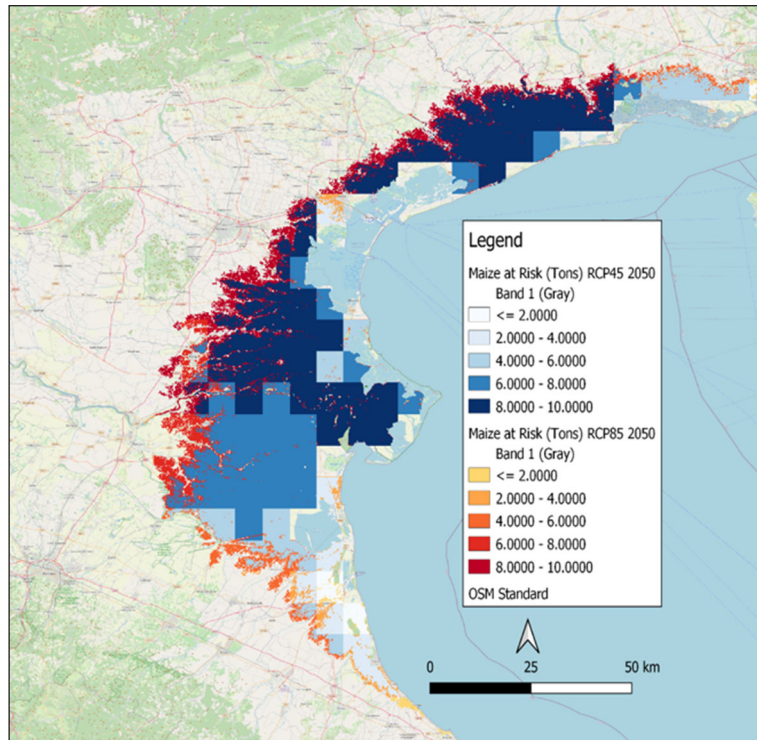 Legend
Maize at Risk (Tons) RCP45 2050
Band 1 (Gray)
<= 2.0000
2.0000 - 4.0000
4.0000 - 6.0000
6.0000 - 8.0000
8.0000 - 10.0000
Maize at Risk (Tons) RCP85 2050
Band 1 (Gray)
<= 2.0000
2.0000 - 4.0000
4.0000 - 6.0000
6.0000 - 8.0000
8.0000 - 10.0000
OSM Standard
0 25 50 km